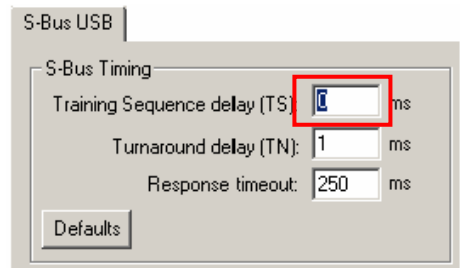 S-Bus USB
S-Bus Timing
Training Sequence delay (TS): 0 ms
Turnaround delay (TN): 1 ms
Response timeout: 250 ms
Defaults